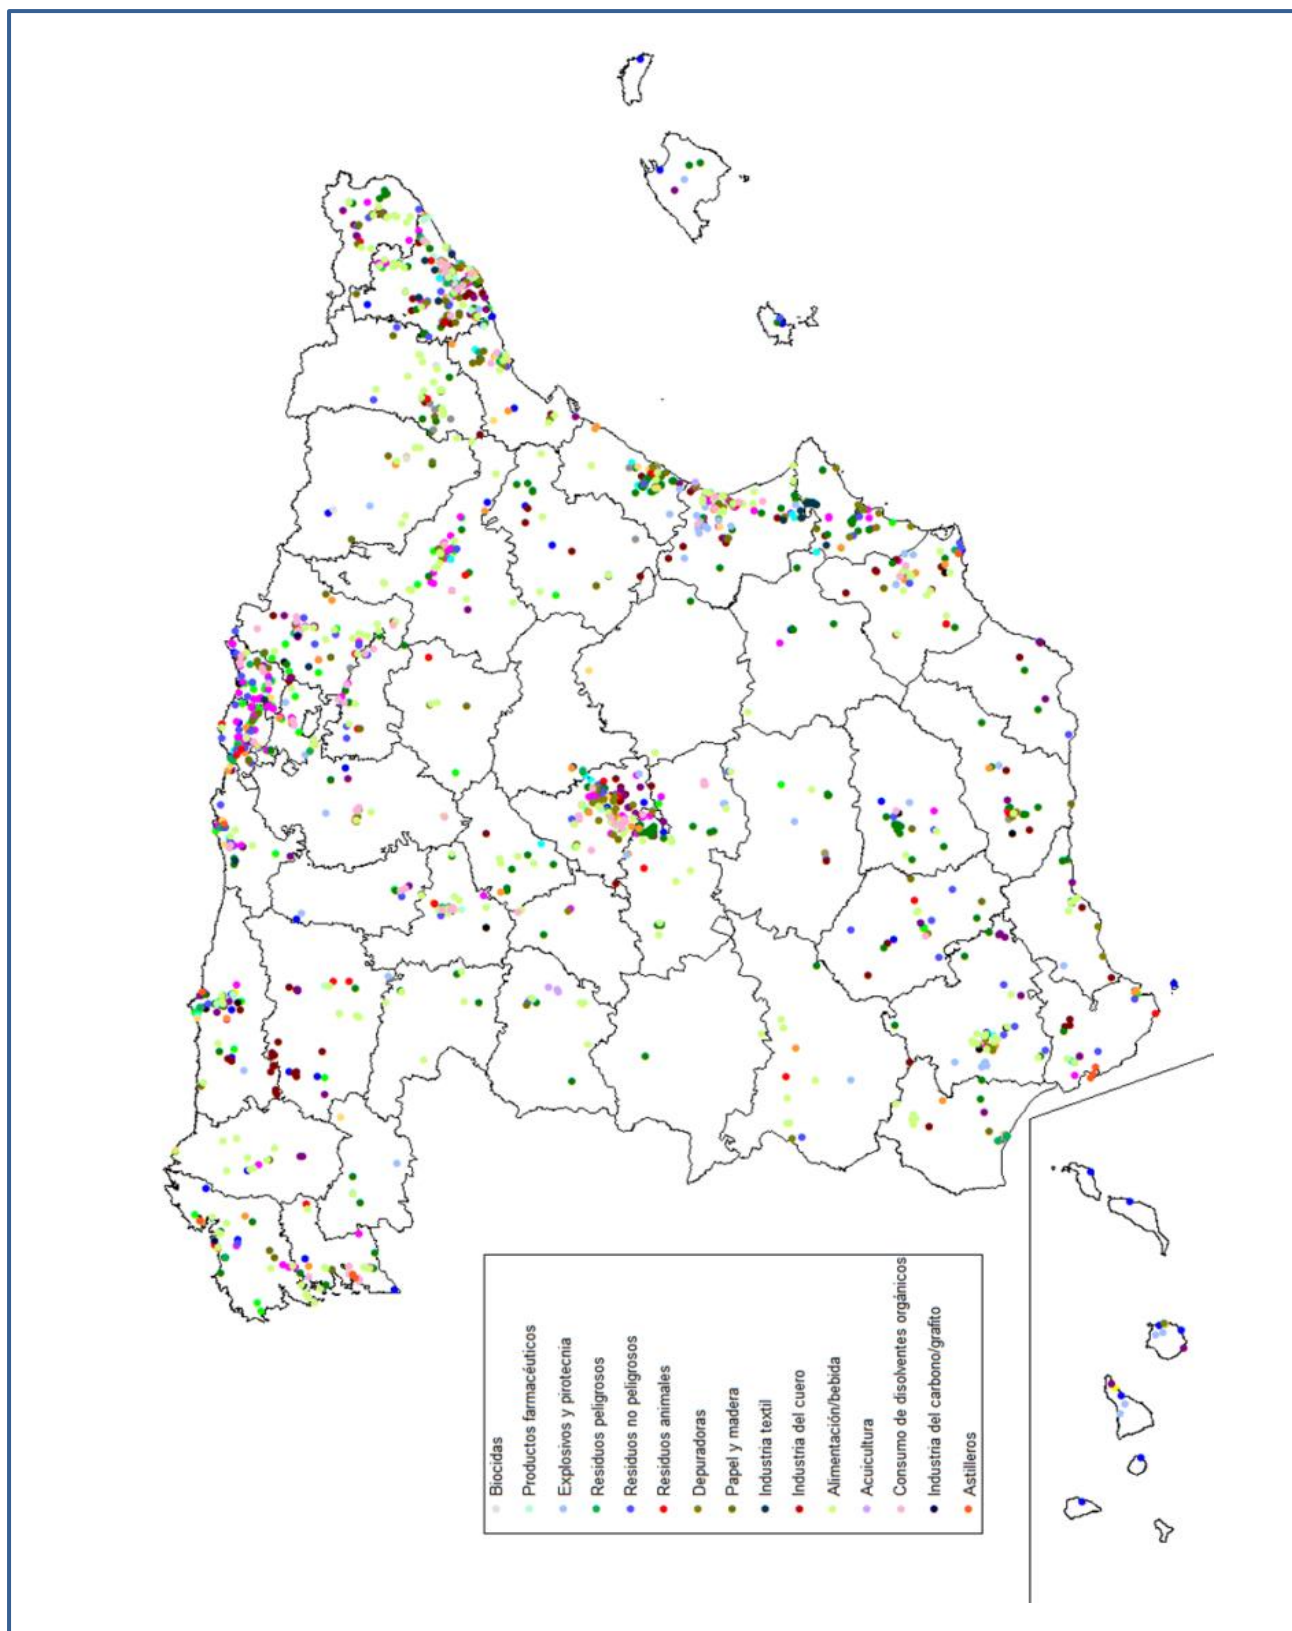 Biocidas
Productos farmacéuticos
Explosivos y pirotecnia
Residuos peligrosos
Residuos no peligrosos
Residuos animales
Depuradoras
Papel y madera
Industria textil
Industria del cuero
Alimentación/bebida
Acuicultura
Consumo de disolventes orgánicos
Industria del carbono/grafito
Astilleros